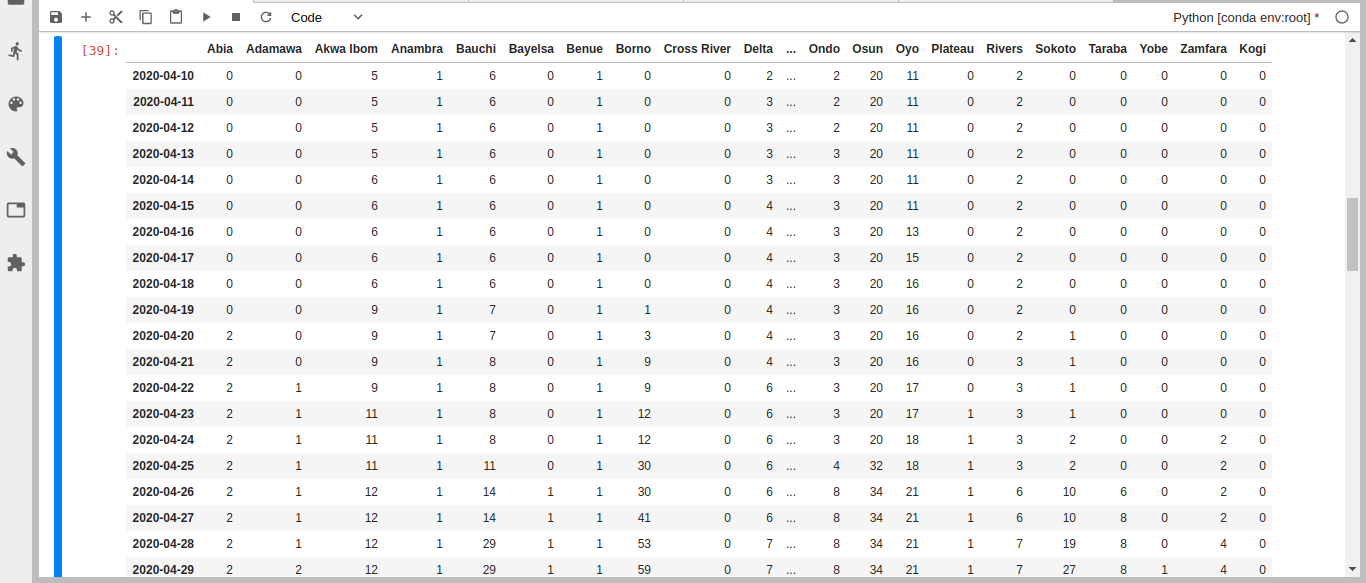 Code Python [conda env:root] *
[39]: Abia Adamawa Akwa Ibom Anambra Bauchi Bayelsa Benue Borno Cross River Delta ... Ondo Osun Oyo Plateau Rivers Sokoto Taraba Yobe Zamfara Kogi
2020-04-10 0 0 5 1 6 0 1 0 0 2 ... 2 20 11 0 2 0 0 0 0 0
2020-04-11 0 0 5 1 6 0 1 0 0 3 ... 2 20 11 0 2 0 0 0 0 0
2020-04-12 0 0 5 1 6 0 1 0 0 3 ... 2 20 11 0 2 0 0 0 0 0
2020-04-13 0 0 5 1 6 0 1 0 0 3 ... 3 20 11 0 2 0 0 0 0 0
2020-04-14 0 0 6 1 6 0 1 0 0 3 ... 3 20 11 0 2 0 0 0 0 0
2020-04-15 0 0 6 1 6 0 1 0 0 4 ... 3 20 11 0 2 0 0 0 0 0
2020-04-16 0 0 6 1 6 0 1 0 0 4 ... 3 20 13 0 2 0 0 0 0 0
2020-04-17 0 0 6 1 6 0 1 0 0 4 ... 3 20 15 0 2 0 0 0 0 0
2020-04-18 0 0 6 1 6 0 1 0 0 4 ... 3 20 16 0 2 0 0 0 0 0
2020-04-19 0 0 9 1 7 0 1 1 0 4 ... 3 20 16 0 2 0 0 0 0 0
2020-04-20 2 0 9 1 7 0 1 3 0 4 ... 3 20 16 0 2 1 0 0 0 0
2020-04-21 2 0 9 1 8 0 1 9 0 4 ... 3 20 16 0 3 1 0 0 0 0
2020-04-22 2 1 9 1 8 0 1 9 0 6 ... 3 20 17 0 3 1 0 0 0 0
2020-04-23 2 1 11 1 8 0 1 12 0 6 ... 3 20 17 1 3 1 0 0 0 0
2020-04-24 2 1 11 1 8 0 1 12 0 6 ... 3 20 18 1 3 2 0 0 2 0
2020-04-25 2 1 11 1 11 0 1 30 0 6 ... 4 32 18 1 3 2 0 0 2 0
2020-04-26 2 1 12 1 14 1 1 30 0 6 ... 8 34 21 1 6 10 6 0 2 0
2020-04-27 2 1 12 1 14 1 1 41 0 6 ... 8 34 21 1 6 10 8 0 2 0
2020-04-28 2 1 12 1 29 1 1 53 0 7 ... 8 34 21 1 7 19 8 0 4 0
2020-04-29 2 2 12 1 29 1 1 59 0 7 ... 8 34 21 1 7 27 8 1 4 0